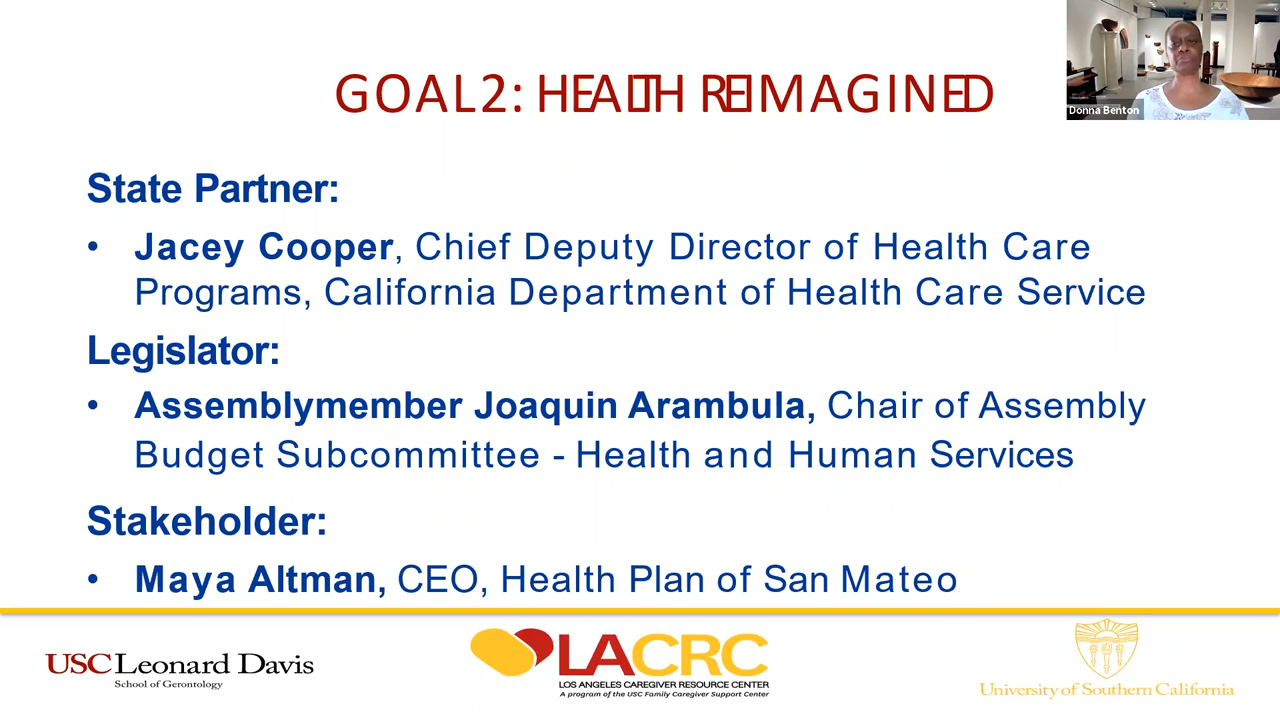 GOAL 2: HEALTH REIMAGINED
Donna Benton
State Partner:
• Jacey Cooper, Chief Deputy Director of Health Care
Programs, California Department of Health Care Service
Legislator:
• Assemblymember Joaquin Arambula, Chair of Assembly
Budget Subcommittee - Health and Human Services
Stakeholder:
• Maya Altman, CEO, Health Plan of San Mateo
USC Leonard Davis
School of Gerontology
LACRC
LOS ANGELES CAREGIVER RESOURCE CENTER
A program of the USC Family Caregiver Support Center
University of Southern California